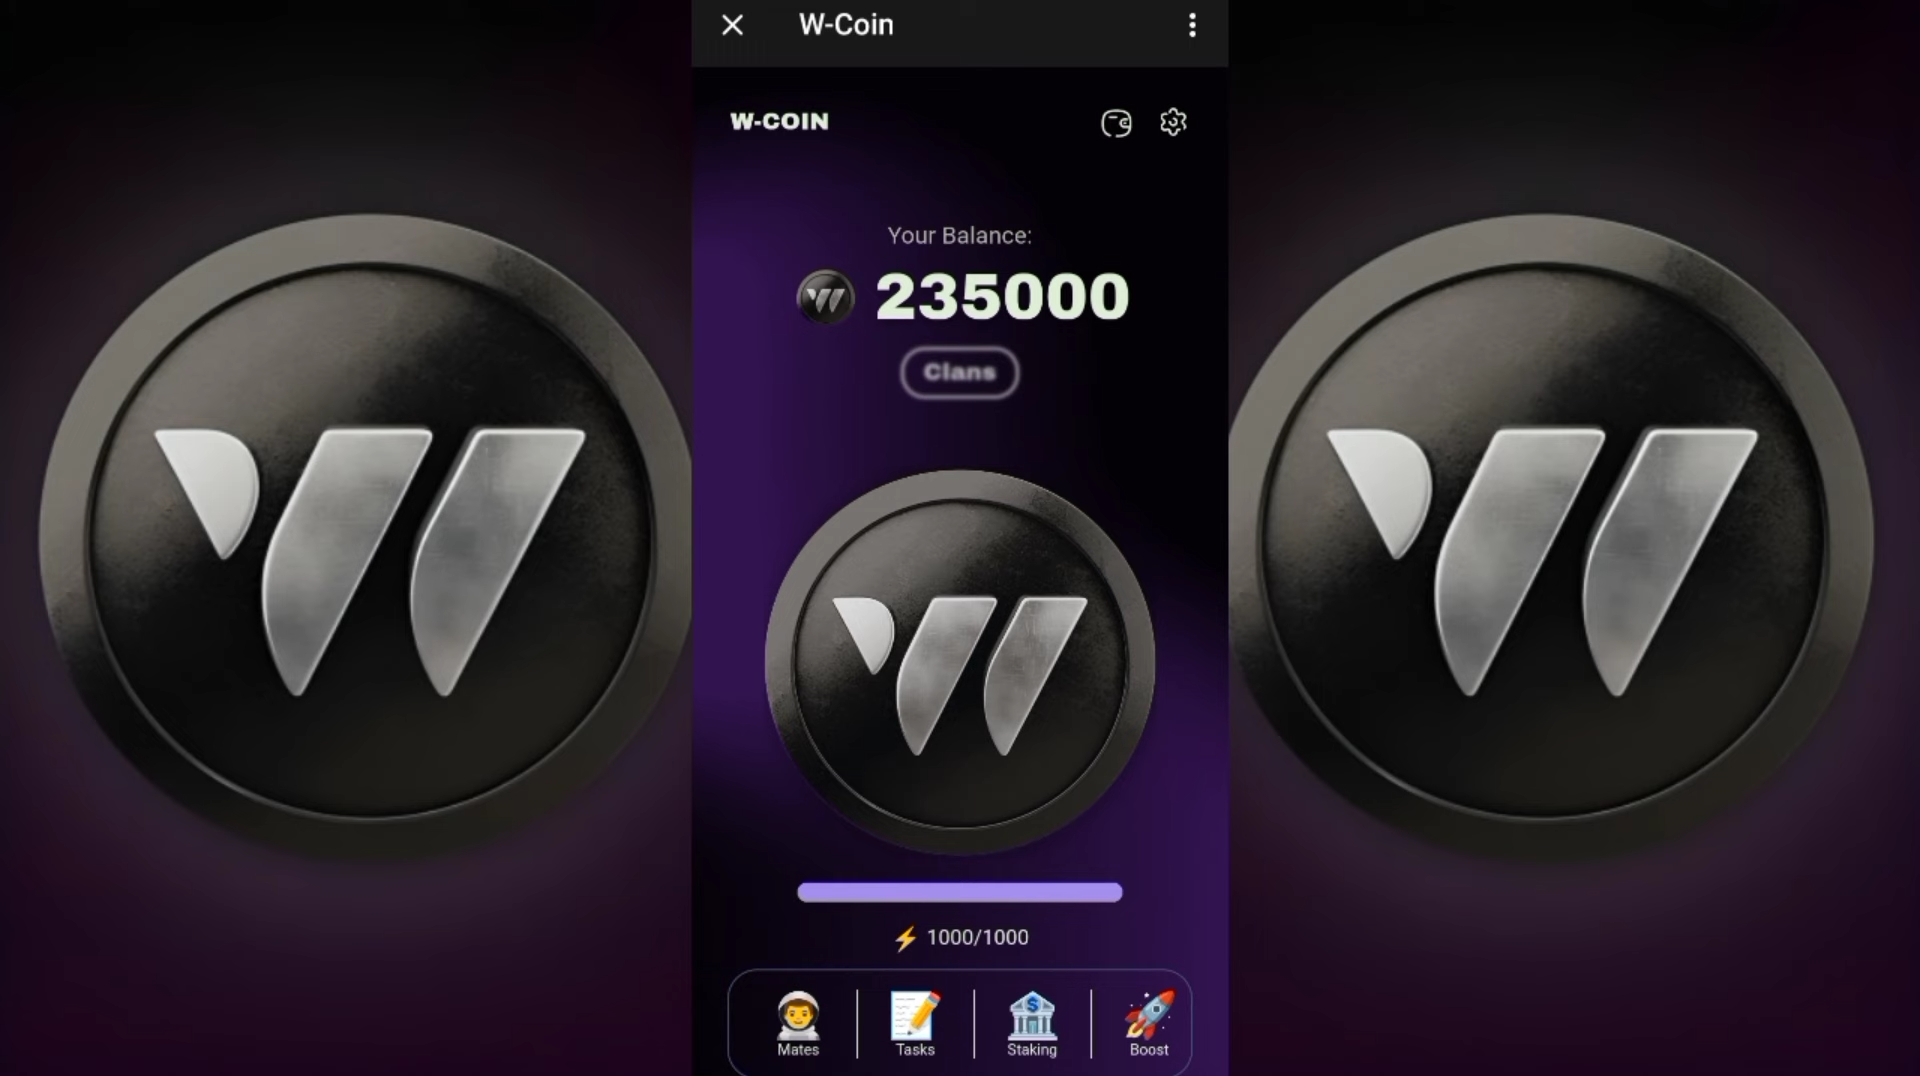 W-Coin
W-COIN
Your Balance:
235000
Clans
1000/1000
Mates
Tasks
Staking
Boost